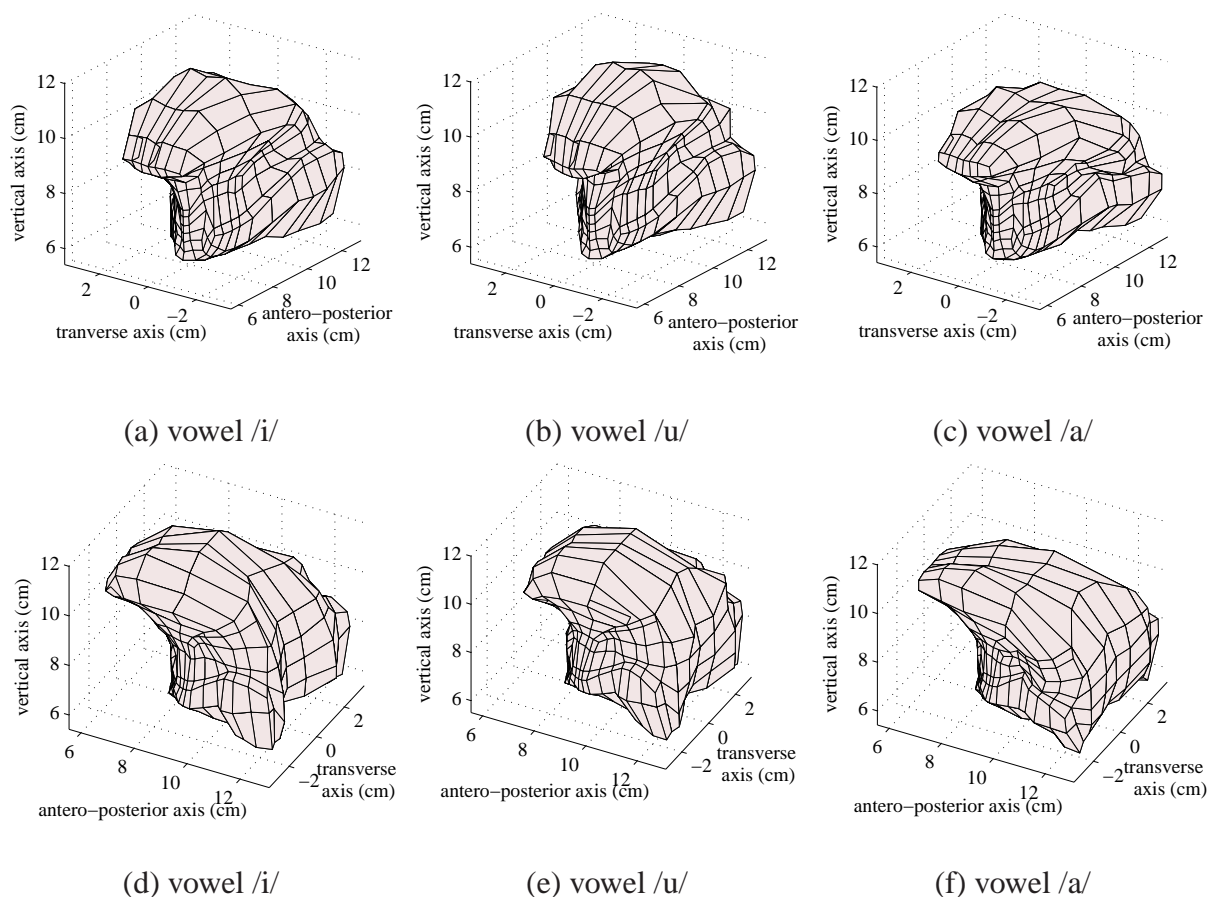 12
10
8
6
vertical axis (cm)
2
0
−2
tranverse axis (cm)
6
8
10
12
antero−posterior
axis (cm)
(a) vowel /i/
12
10
8
6
vertical axis (cm)
2
0
−2
transverse axis (cm)
6
8
10
12
antero−posterior
axis (cm)
(b) vowel /u/
12
10
8
6
vertical axis (cm)
2
0
−2
transverse axis (cm)
6
8
10
12
antero−posterior
axis (cm)
(c) vowel /a/
12
10
8
6
vertical axis (cm)
6
8
10
12
antero−posterior axis (cm)
−2
0
2
transverse
axis (cm)
(d) vowel /i/
12
10
8
6
vertical axis (cm)
6
8
10
12
antero−posterior axis (cm)
−2
0
2
transverse
axis (cm)
(e) vowel /u/
12
10
8
6
vertical axis (cm)
6
8
10
12
antero−posterior axis (cm)
−2
0
2
transverse
axis (cm)
(f) vowel /a/